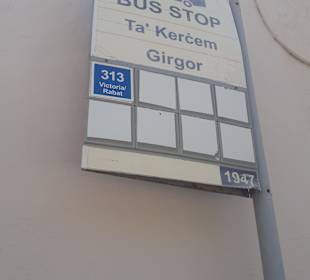 BUS STOP
Ta' Kerċem
Girgor
313
Victoria/
Rabat
1947